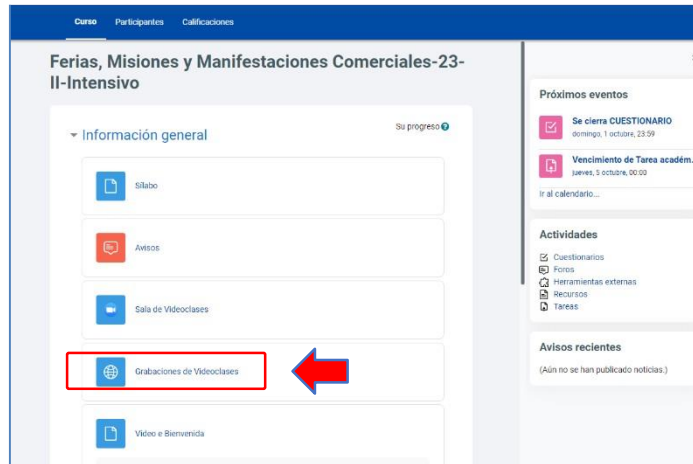 Curso Participantes Calificaciones
Ferias, Misiones y Manifestaciones Comerciales-23-
II-Intensivo
Información general
Su progreso
Sílabo
Avisos
Sala de Videoclases
Grabaciones de Videoclases
Video e Bienvenida
Próximos eventos
Se cierra CUESTIONARIO
domingo, 1 octubre, 23:59
Vencimiento de Tarea académ...
jueves, 5 octubre, 00:00
Ir al calendario...
Actividades
Cuestionarios
Foros
Herramientas externas
Recursos
Tareas
Avisos recientes
(Aún no se han publicado noticias.)